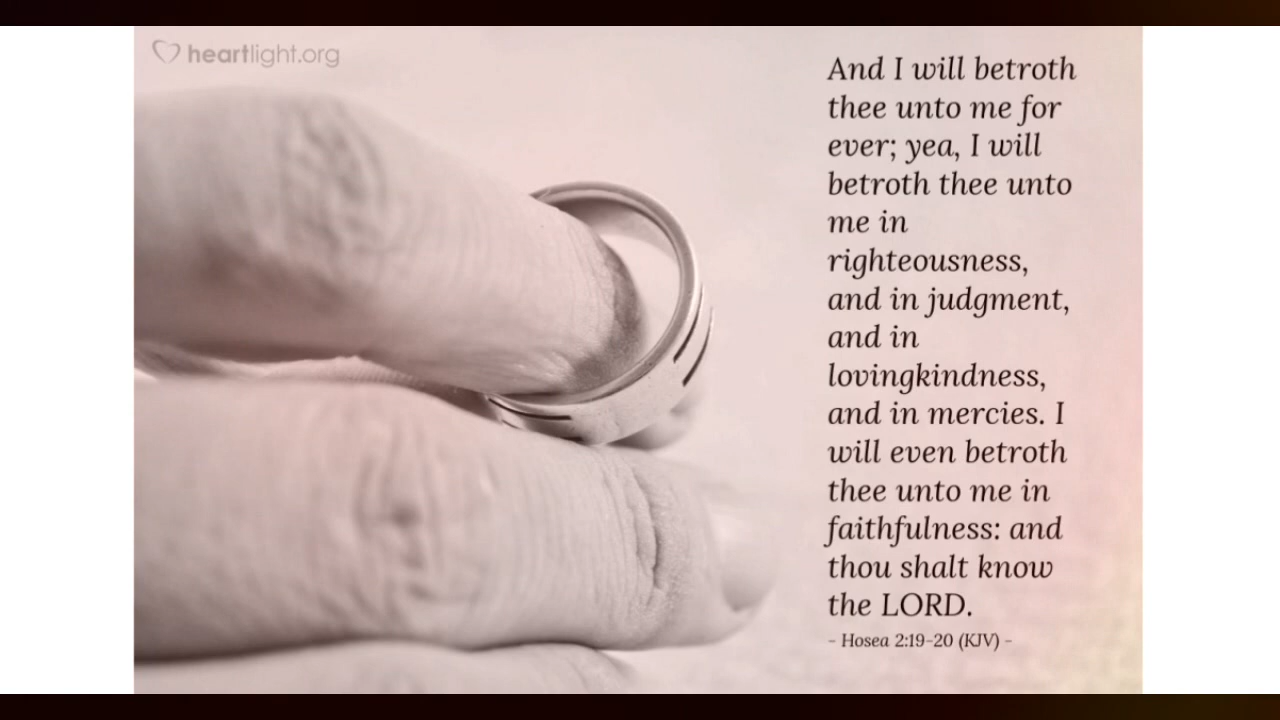 heartlight.org
And I will betroth
thee unto me for
ever; yea, I will
betroth thee unto
me in
righteousness,
and in judgment,
and in
lovingkindness,
and in mercies. I
will even betroth
thee unto me in
faithfulness: and
thou shalt know
the LORD.
- Hosea 2:19-20 (KJV) -